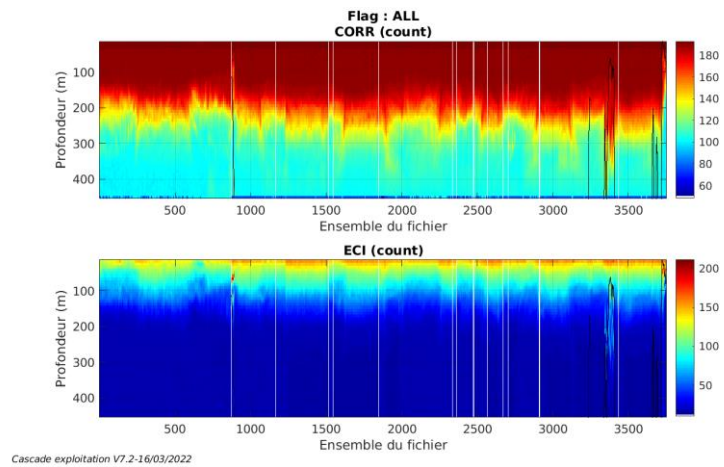 Flag : ALL
CORR (count)
Profondeur (m)
100
200
300
400
500 1000 1500 2000 2500 3000 3500
Ensemble du fichier
180
160
140
120
100
80
60
ECI (count)
Profondeur (m)
100
200
300
400
500 1000 1500 2000 2500 3000 3500
Ensemble du fichier
200
150
100
50
Cascade exploitation V7.2-16/03/2022